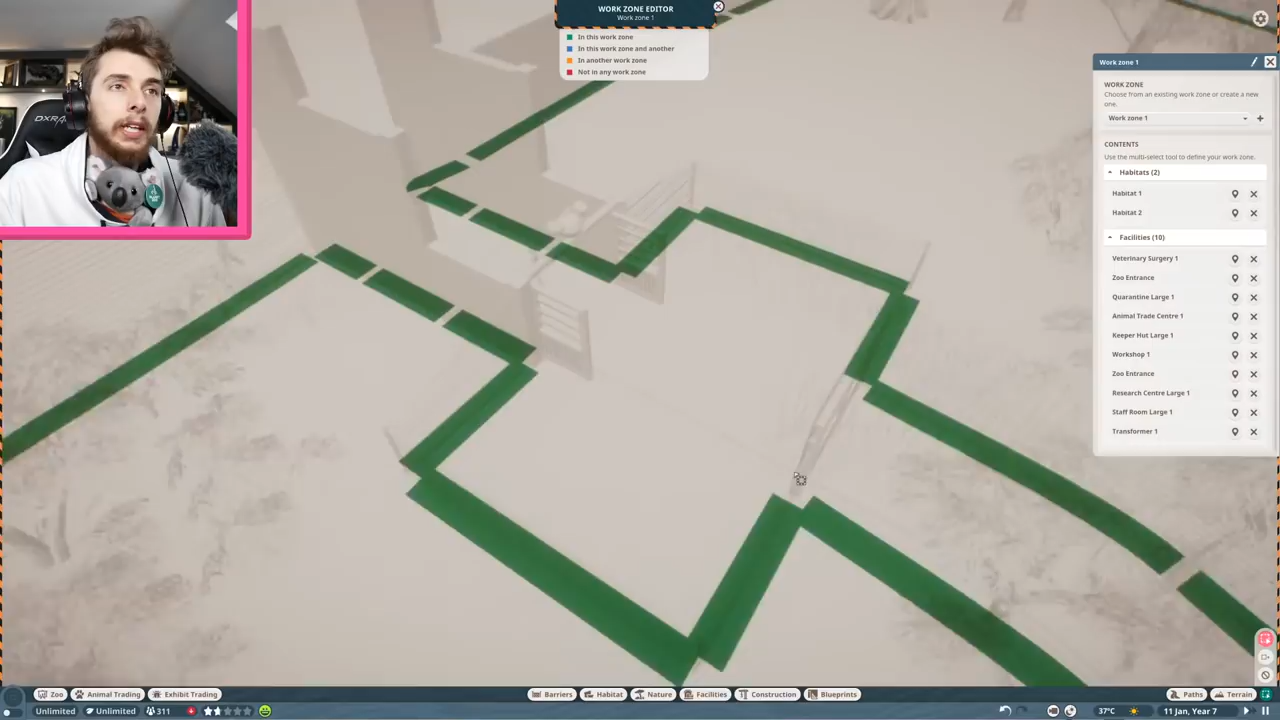 WORK ZONE EDITOR
Work zone 1
In this work zone
In this work zone and another
In another work zone
Not in any work zone
DXRA
Work zone 1
WORK ZONE
Choose from an existing work zone or create a new
one.
Work zone 1
CONTENTS
Use the multi-select tool to define your work zone.
Habitats (2)
Habitat 1
Habitat 2
Facilities (10)
Veterinary Surgery 1
Zoo Entrance
Quarantine Large 1
Animal Trade Centre 1
Keeper Hut Large 1
Workshop 1
Zoo Entrance
Research Centre Large 1
Staff Room Large 1
Transformer 1
Zoo
Animal Trading
Exhibit Trading
Barriers
Habitat
Nature
Facilities
Construction
Blueprints
Paths
Terrain
Unlimited
Unlimited
311
37°C
11 Jan, Year 7